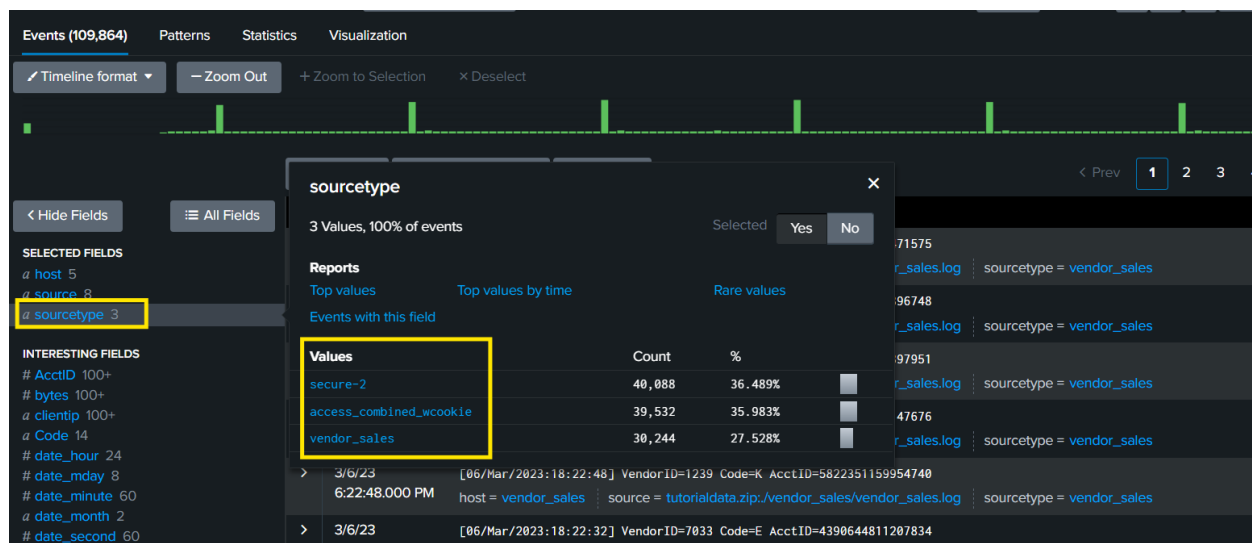 Events (109,864) Patterns Statistics Visualization
Timeline format — Zoom Out + Zoom to Selection × Deselect
< Prev 1 2 3
< Hide Fields All Fields
SELECTED FIELDS
a host 5
a source 8
a sourcetype 3
INTERESTING FIELDS
# AcctID 100+
# bytes 100+
a clientip 100+
a Code 14
# date_hour 24
# date_mday 8
# date_minute 60
a date_month 2
# date_second 60
sourcetype ×
3 Values, 100% of events Selected Yes No
Reports
Top values Top values by time Rare values
Events with this field
Values Count %
secure-2 40,088 36.489%
access_combined_wcookie 39,532 35.983%
vendor_sales 30,244 27.528%
71575
r_sales.log sourcetype = vendor_sales
96748
r_sales.log sourcetype = vendor_sales
97951
r_sales.log sourcetype = vendor_sales
47676
r_sales.log sourcetype = vendor_sales
> 3/6/23 [06/Mar/2023:18:22:48] VendorID=1239 Code=K AcctID=5822351159954740
6:22:48.000 PM host = vendor_sales source = tutorialdata.zip:./vendor_sales/vendor_sales.log sourcetype = vendor_sales
> 3/6/23 [06/Mar/2023:18:22:32] VendorID=7033 Code=E AcctID=4390644811207834